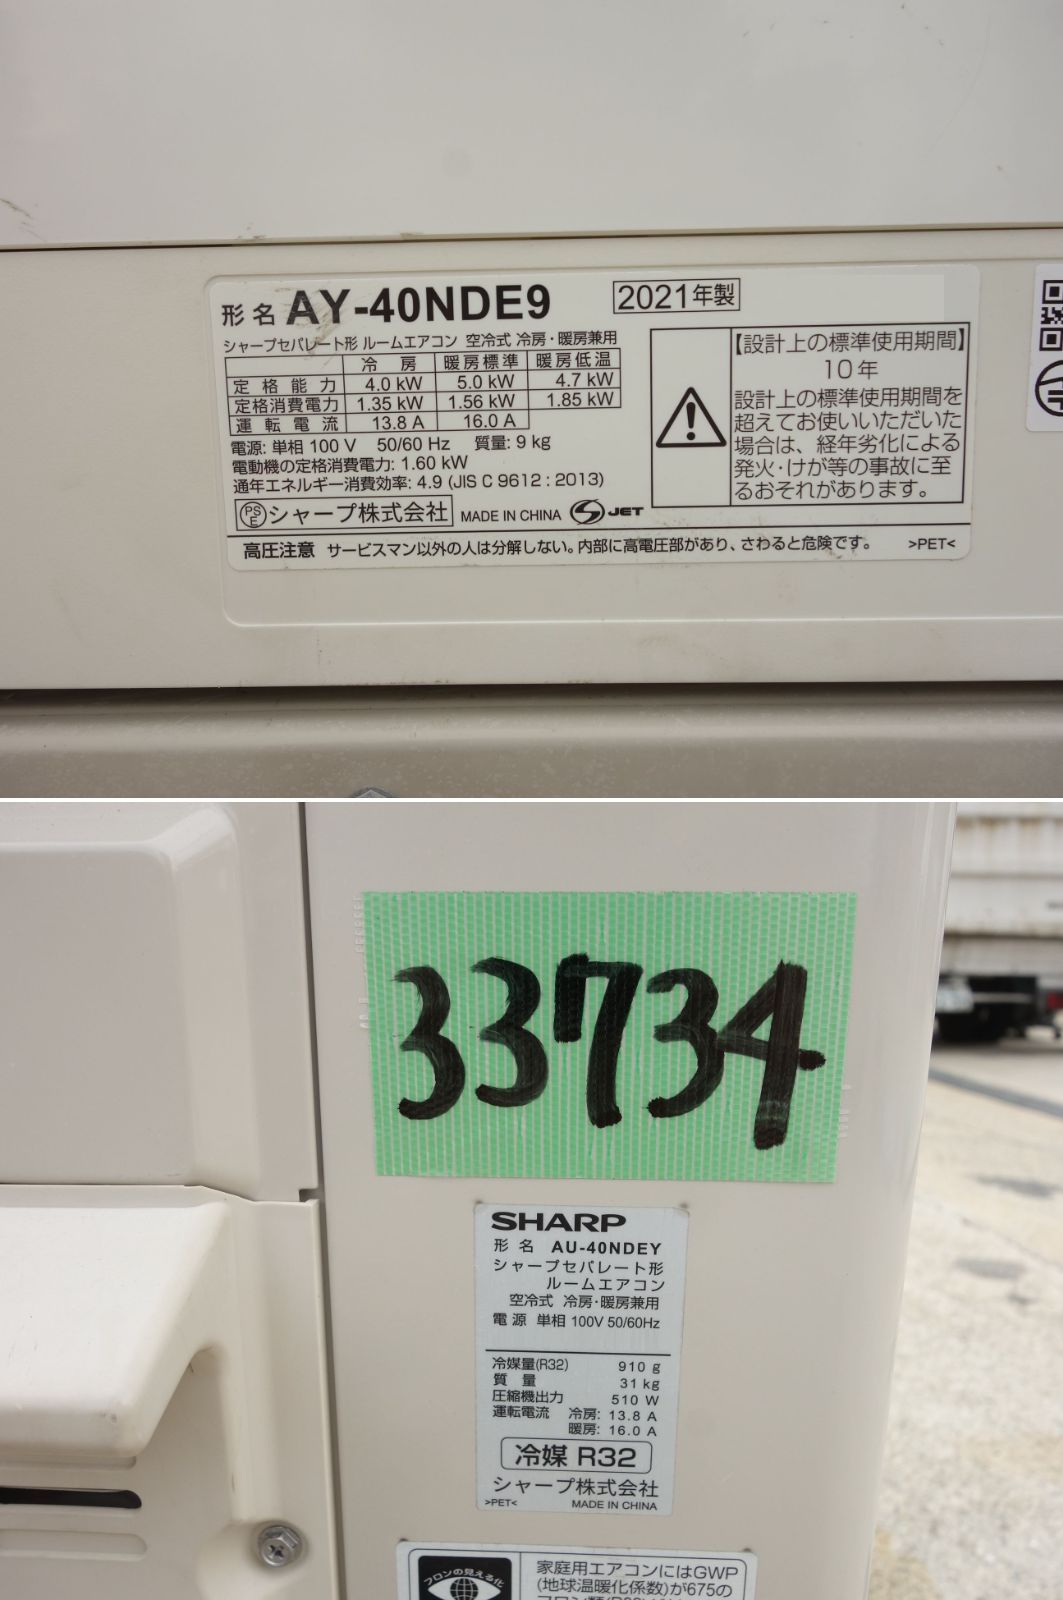 形名 AY-40NDE9 2021年製
シャープセパレート形 ルームエアコン 空冷式 冷房・暖房兼用
冷房 暖房標準 暖房低温
定格能力 4.0 kW 5.0 kW 4.7 kW
定格消費電力 1.35 kW 1.56 kW 1.85 kW
運転電流 13.8 A 16.0 A
電源: 単相 100 V 50/60 Hz 質量: 9 kg
電動機の定格消費電力: 1.60 kW
通年エネルギー消費効率: 4.9 (JIS C 9612 : 2013)
PSE シャープ株式会社 MADE IN CHINA S JET
【設計上の標準使用期間】
10年
設計上の標準使用期間を
超えてお使いいただいた
場合は、経年劣化による
発火・けが等の事故に至
るおそれがあります。
高圧注意 サービスマン以外の人は分解しない。内部に高電圧部があり、さわると危険です。 >PET<
33734
SHARP
形名 AU-40NDEY
シャープセパレート形
ルームエアコン
空冷式 冷房・暖房兼用
電源 単相 100V 50/60Hz
冷媒量(R32) 910 g
質量 31 kg
圧縮機出力 510 W
運転電流 冷房: 13.8 A
暖房: 16.0 A
冷媒 R32
シャープ株式会社
>PET< MADE IN CHINA
フロンの見える化
家庭用エアコンにはGWP
(地球温暖化係数)が675の